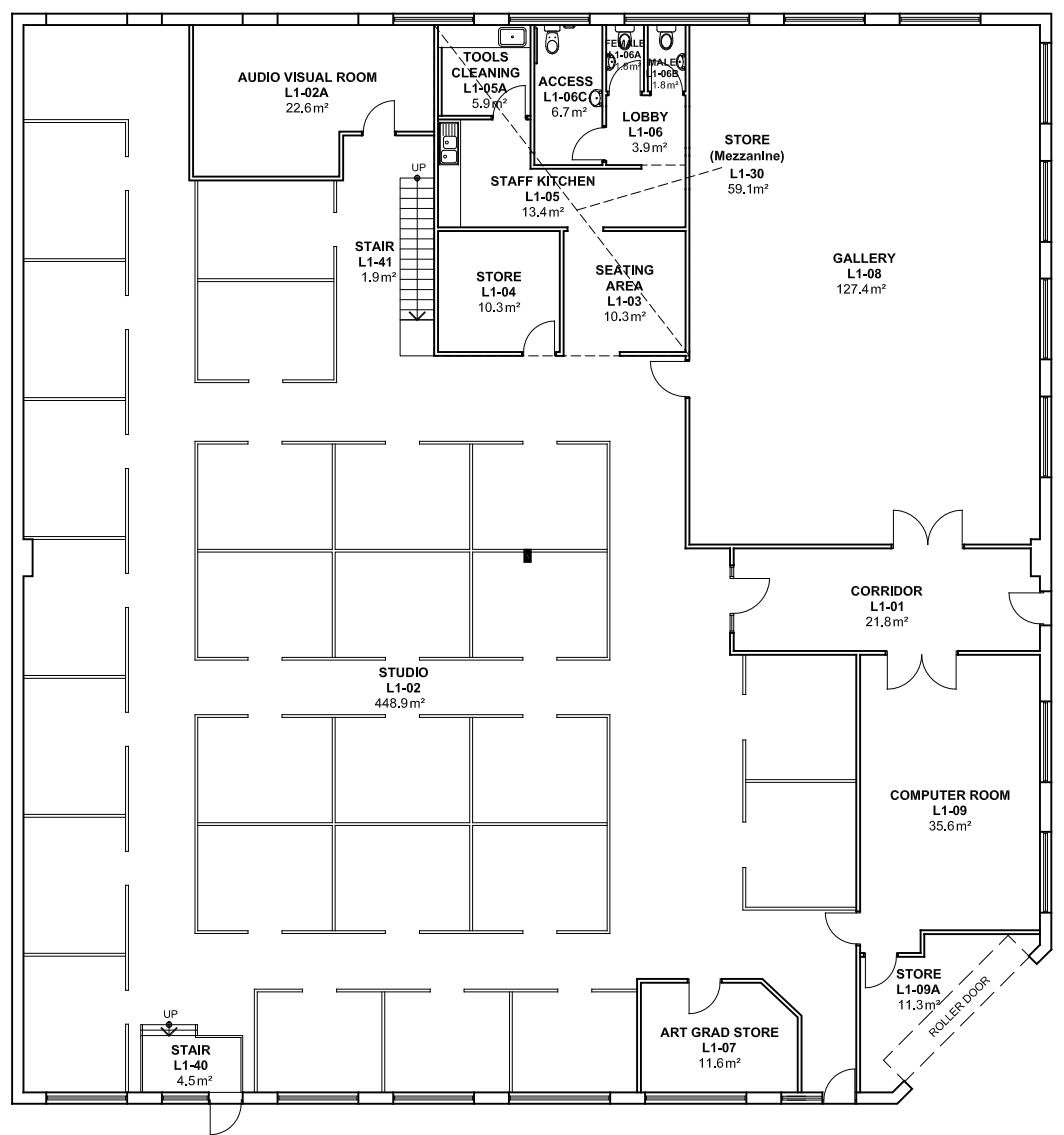 AUDIO VISUAL ROOM
L1-02A
22.6m²
TOOLS
CLEANING
L1-05A
5.9m²
ACCESS
L1-06C
6.7m²
FEMALE
L1-06A
1.8m²
MALE
L1-06B
1.8m²
LOBBY
L1-06
3.9m²
STORE
(Mezzanine)
L1-30
59.1m²
UP
STAFF KITCHEN
L1-05
13.4m²
STAIR
L1-41
1.9m²
STORE
L1-04
10.3m²
SEATING
AREA
L1-03
10.3m²
GALLERY
L1-08
127.4m²
CORRIDOR
L1-01
21.8m²
STUDIO
L1-02
448.9m²
COMPUTER ROOM
L1-09
35.6m²
STORE
L1-09A
11.3m²
ROLLER DOOR
UP
STAIR
L1-40
4.5m²
ART GRAD STORE
L1-07
11.6m²